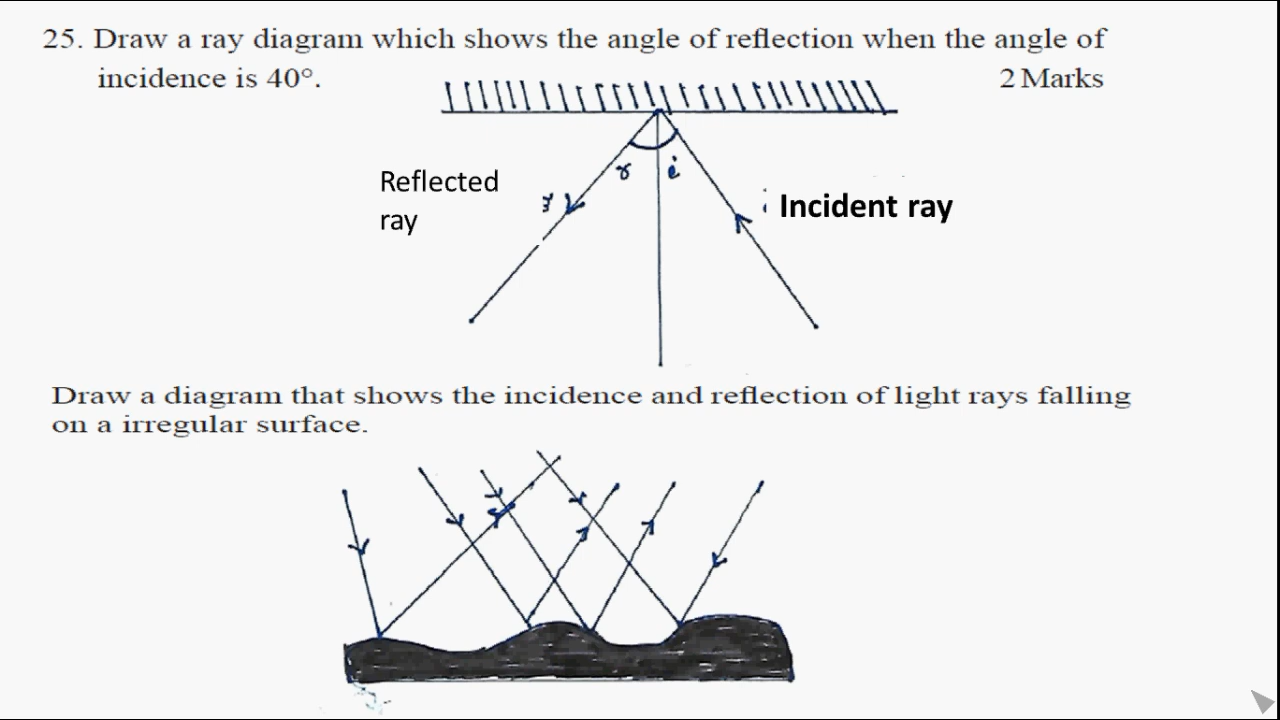 25. Draw a ray diagram which shows the angle of reflection when the angle of
incidence is 40°.
2 Marks
Reflected
ray
r
i
Incident ray
Draw a diagram that shows the incidence and reflection of light rays falling
on a irregular surface.